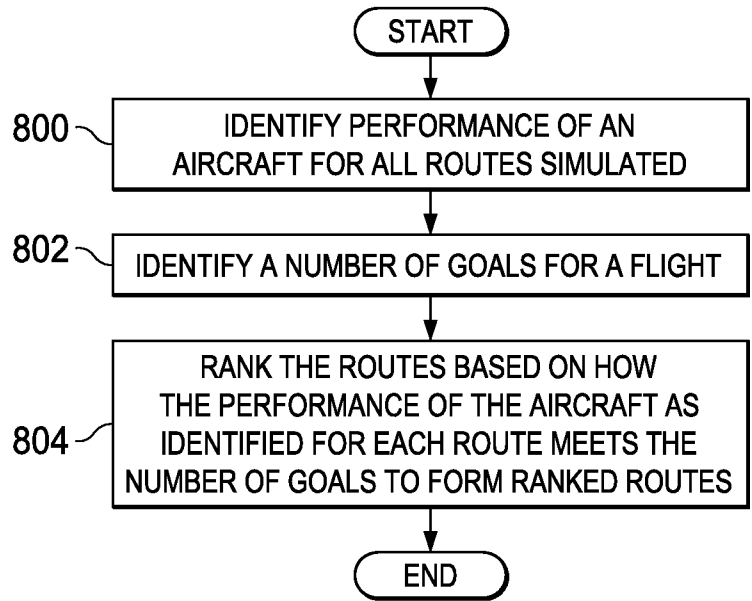 START
800
IDENTIFY PERFORMANCE OF AN
AIRCRAFT FOR ALL ROUTES SIMULATED
802
IDENTIFY A NUMBER OF GOALS FOR A FLIGHT
804
RANK THE ROUTES BASED ON HOW
THE PERFORMANCE OF THE AIRCRAFT AS
IDENTIFIED FOR EACH ROUTE MEETS THE
NUMBER OF GOALS TO FORM RANKED ROUTES
END